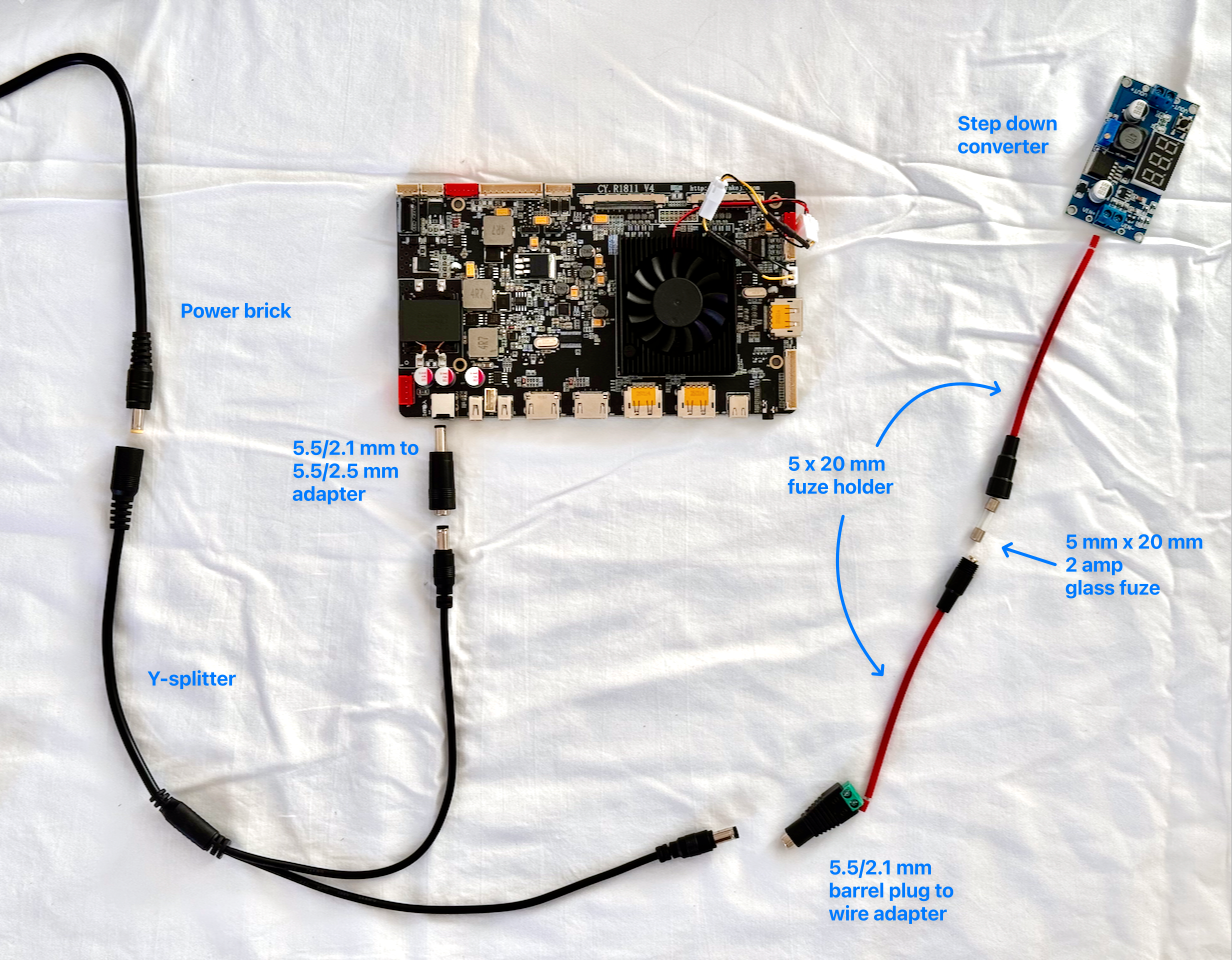 Step down
converter
CY.R1811 V4
Power brick
5.5/2.1 mm to
5.5/2.5 mm
adapter
5 x 20 mm
fuze holder
5 mm x 20 mm
2 amp
glass fuze
Y-splitter
5.5/2.1 mm
barrel plug to
wire adapter